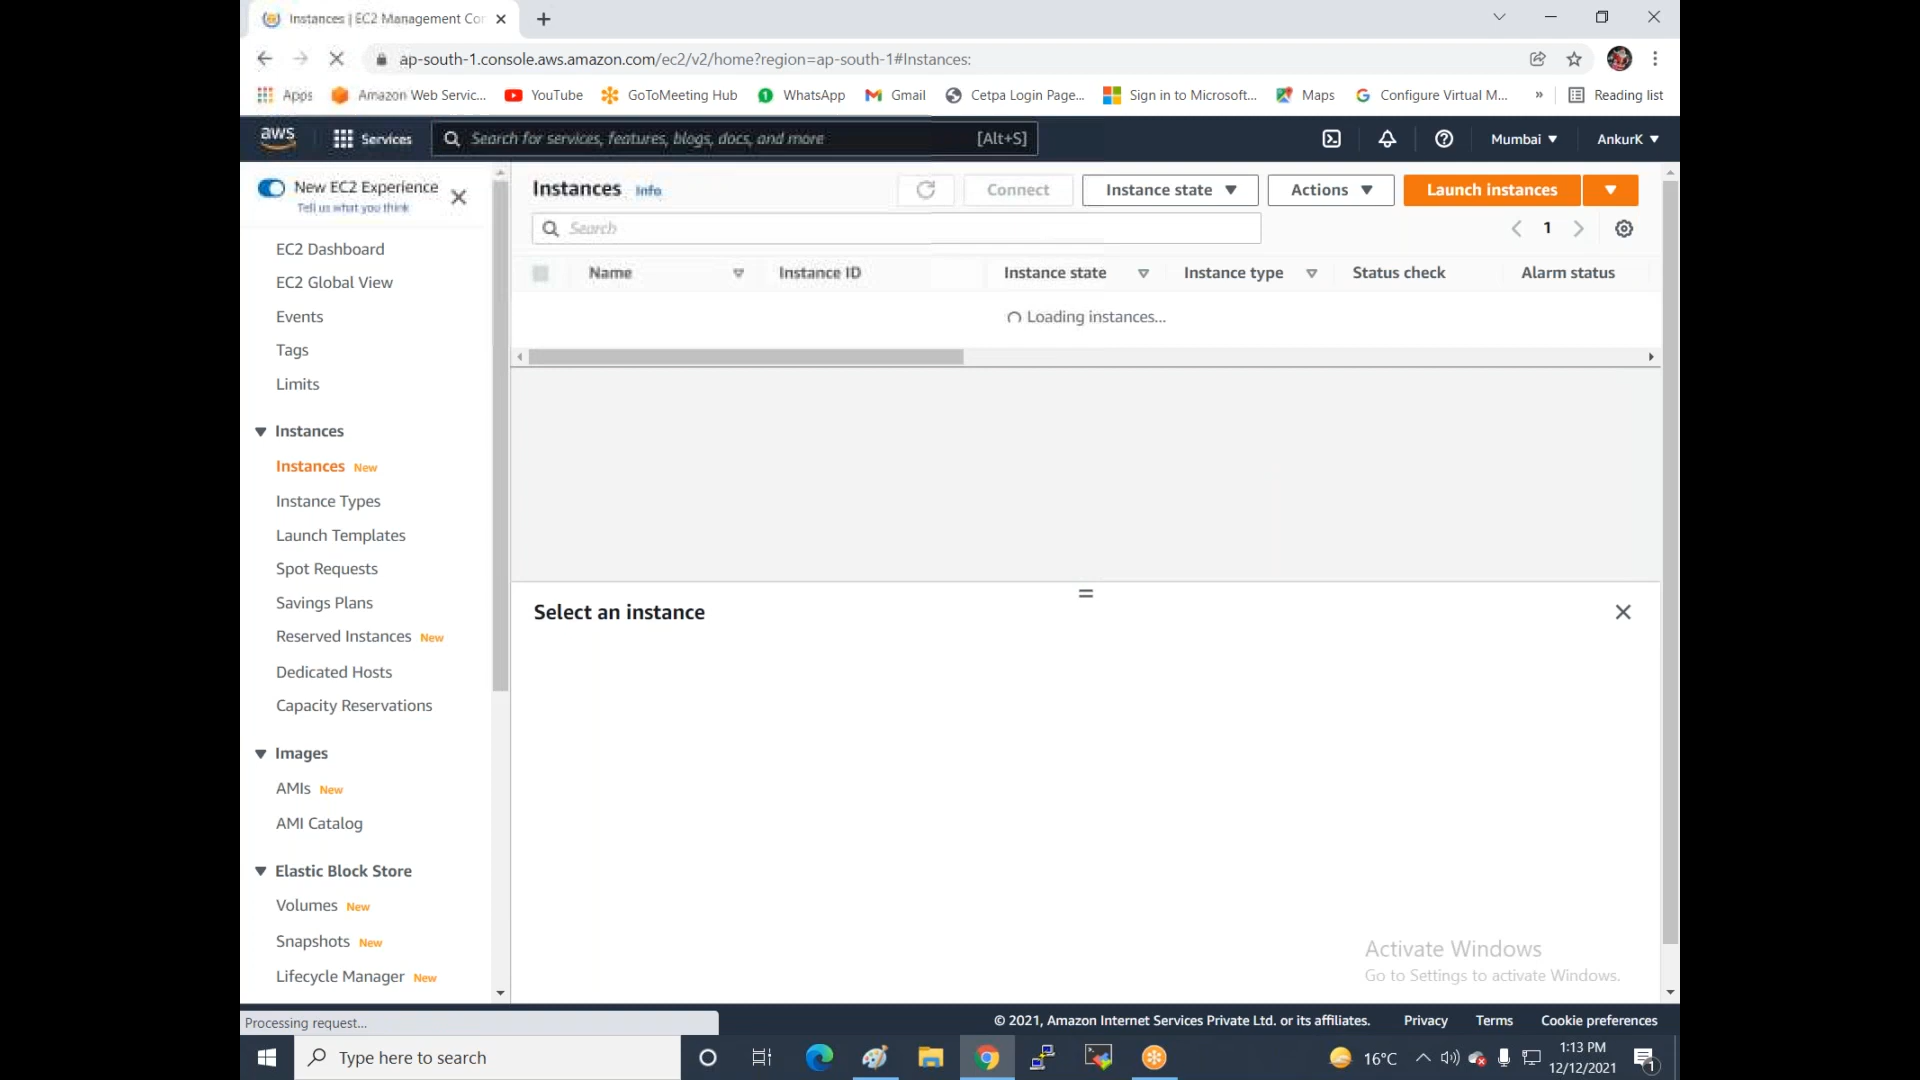 Instances | EC2 Management Con
ap-south-1.console.aws.amazon.com/ec2/v2/home?region=ap-south-1#Instances:
Apps
Amazon Web Servic...
YouTube
GoToMeeting Hub
WhatsApp
Gmail
Cetpa Login Page...
Sign in to Microsoft...
Maps
Configure Virtual M...
»
Reading list
aws
Services
Search for services, features, blogs, docs, and more
[Alt+S]
Mumbai
AnkurK
New EC2 Experience
Tell us what you think
EC2 Dashboard
EC2 Global View
Events
Tags
Limits
Instances
Instances New
Instance Types
Launch Templates
Spot Requests
Savings Plans
Reserved Instances New
Dedicated Hosts
Capacity Reservations
Images
AMIs New
AMI Catalog
Elastic Block Store
Volumes New
Snapshots New
Lifecycle Manager New
Instances Info
Connect
Instance state
Actions
Launch instances
Search
1
Name
Instance ID
Instance state
Instance type
Status check
Alarm status
Loading instances...
Select an instance
Activate Windows
Go to Settings to activate Windows.
Processing request...
© 2021, Amazon Internet Services Private Ltd. or its affiliates.
Privacy
Terms
Cookie preferences
Type here to search
16°C
1:13 PM
12/12/2021
1